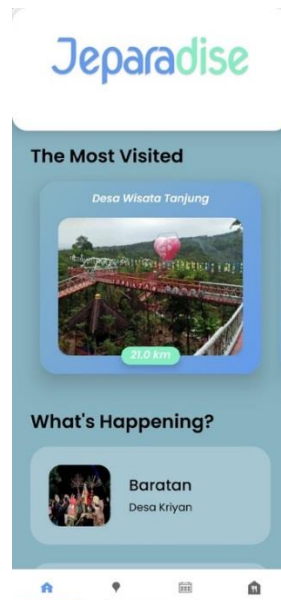 Jeparadise
The Most Visited
Desa Wisata Tanjung
21.0 km
What's Happening?
Baratan
Desa Kriyan